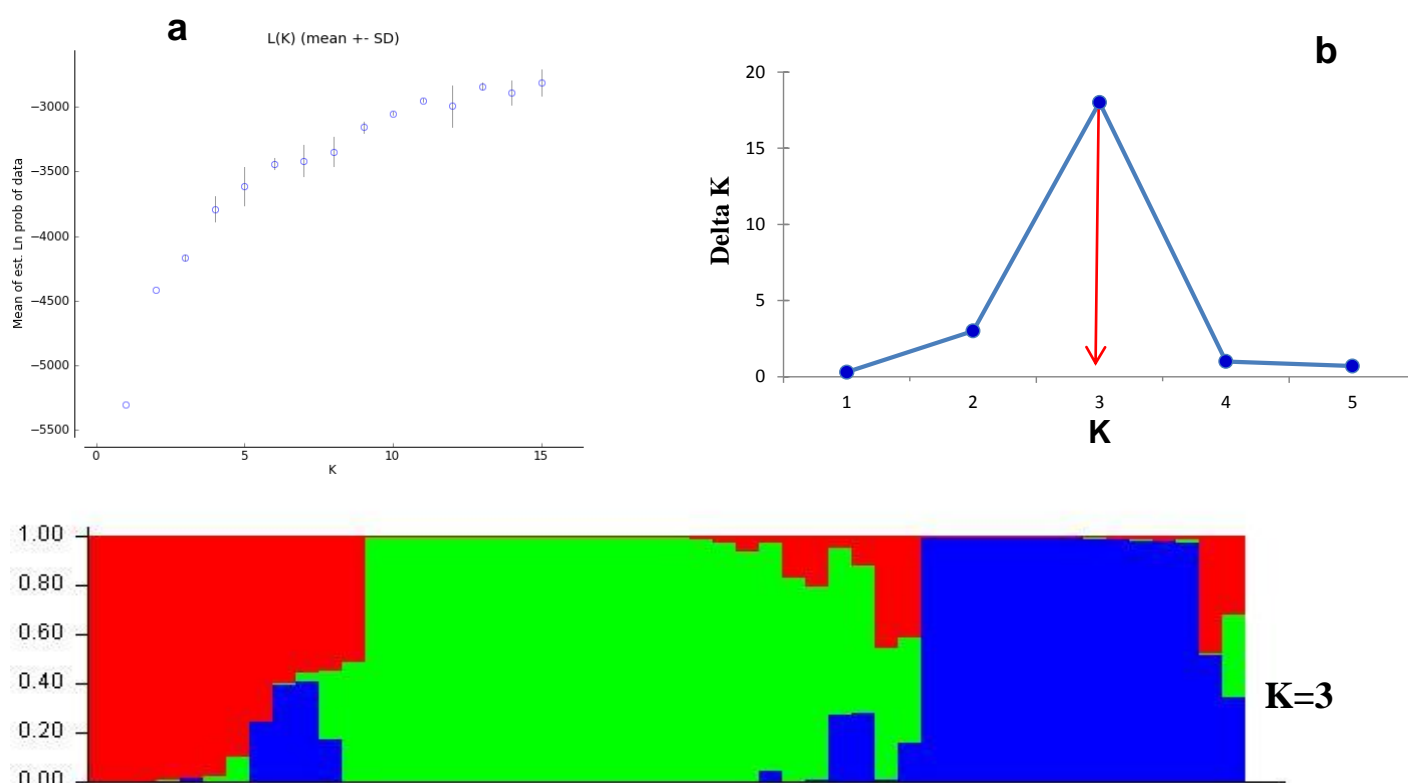 a
L(K) (mean +- SD)
Mean of est. Ln prob of data
−3000
−3500
−4000
−4500
−5000
−5500
0 5 10 15
K
b
Delta K
20
15
10
5
0
1 2 3 4 5
K
1.00
0.80
0.60
0.40
0.20
0.00
K=3